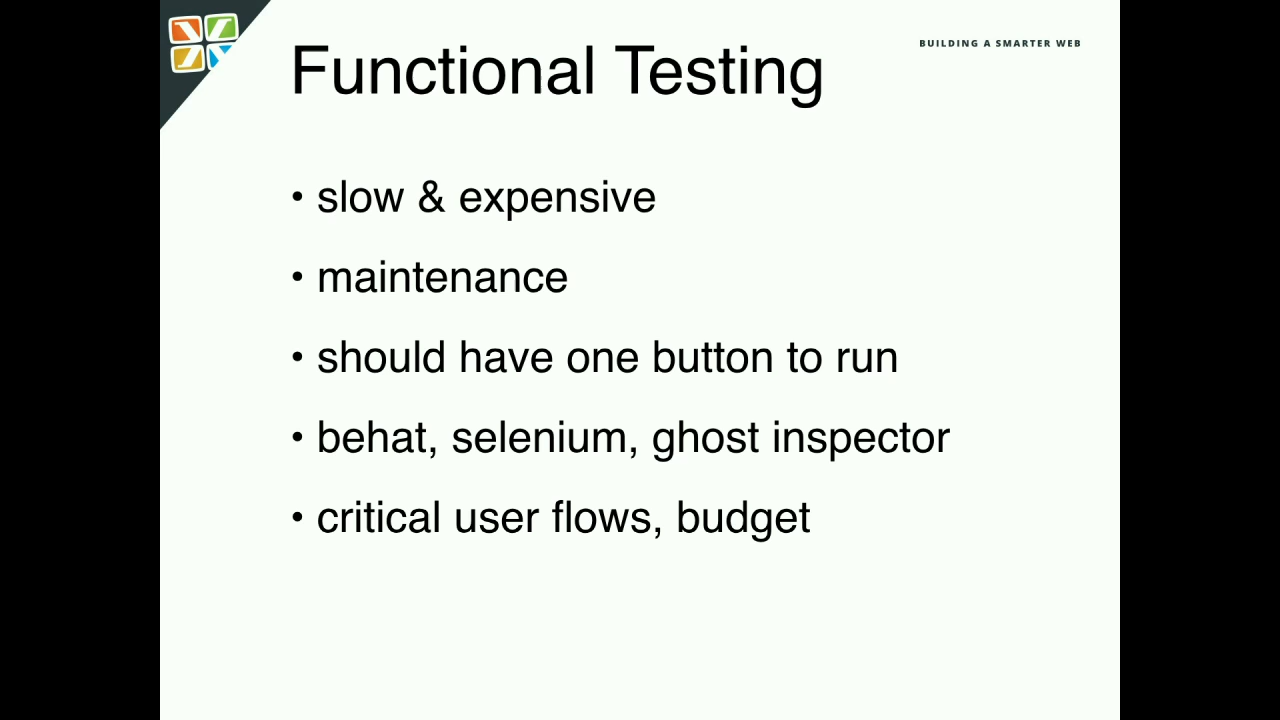 BUILDING A SMARTER WEB
Functional Testing
• slow & expensive
• maintenance
• should have one button to run
• behat, selenium, ghost inspector
• critical user flows, budget